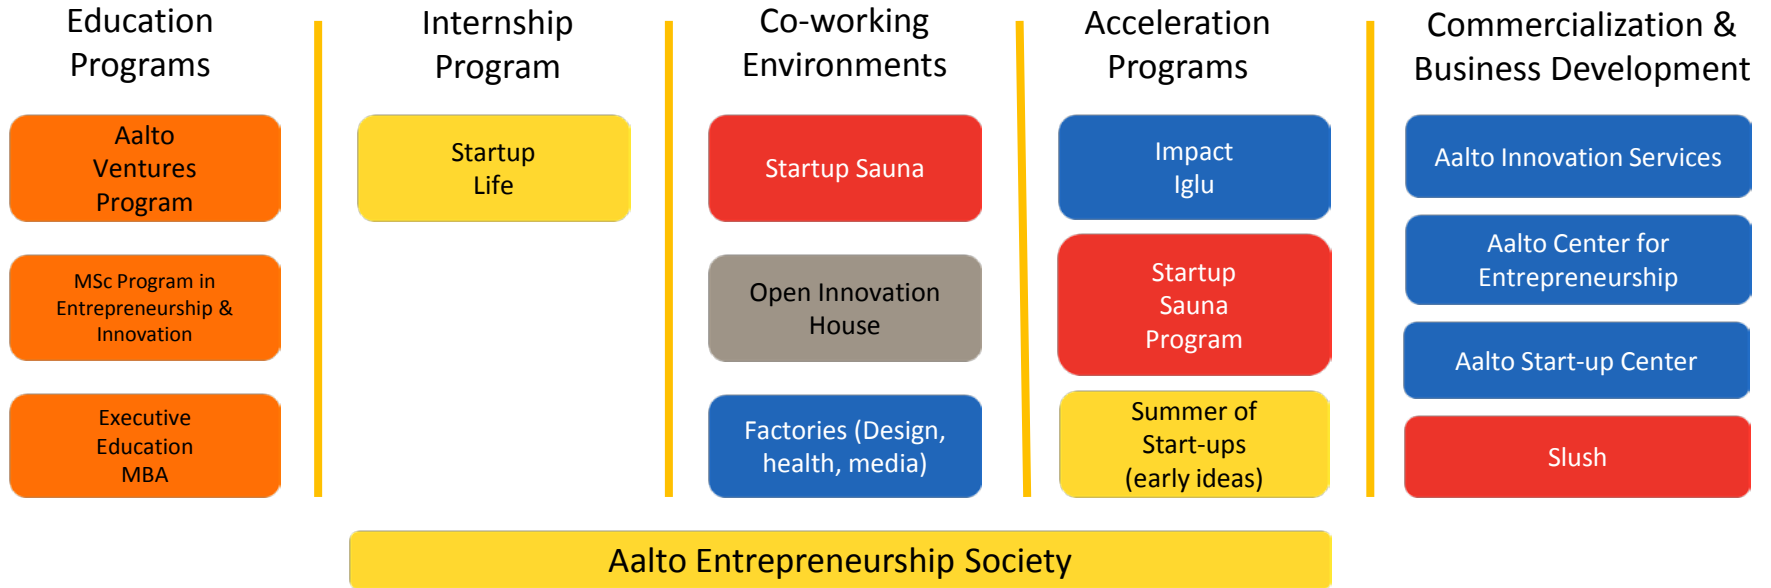 Education
Programs
Aalto
Ventures
Program
MSc Program in
Entrepreneurship &
Innovation
Executive
Education
MBA
Internship
Program
Startup
Life
Co-working
Environments
Startup Sauna
Open Innovation
House
Factories (Design,
health, media)
Acceleration
Programs
Impact
Iglu
Startup
Sauna
Program
Summer of
Start-ups
(early ideas)
Commercialization &
Business Development
Aalto Innovation Services
Aalto Center for
Entrepreneurship
Aalto Start-up Center
Slush
Aalto Entrepreneurship Society